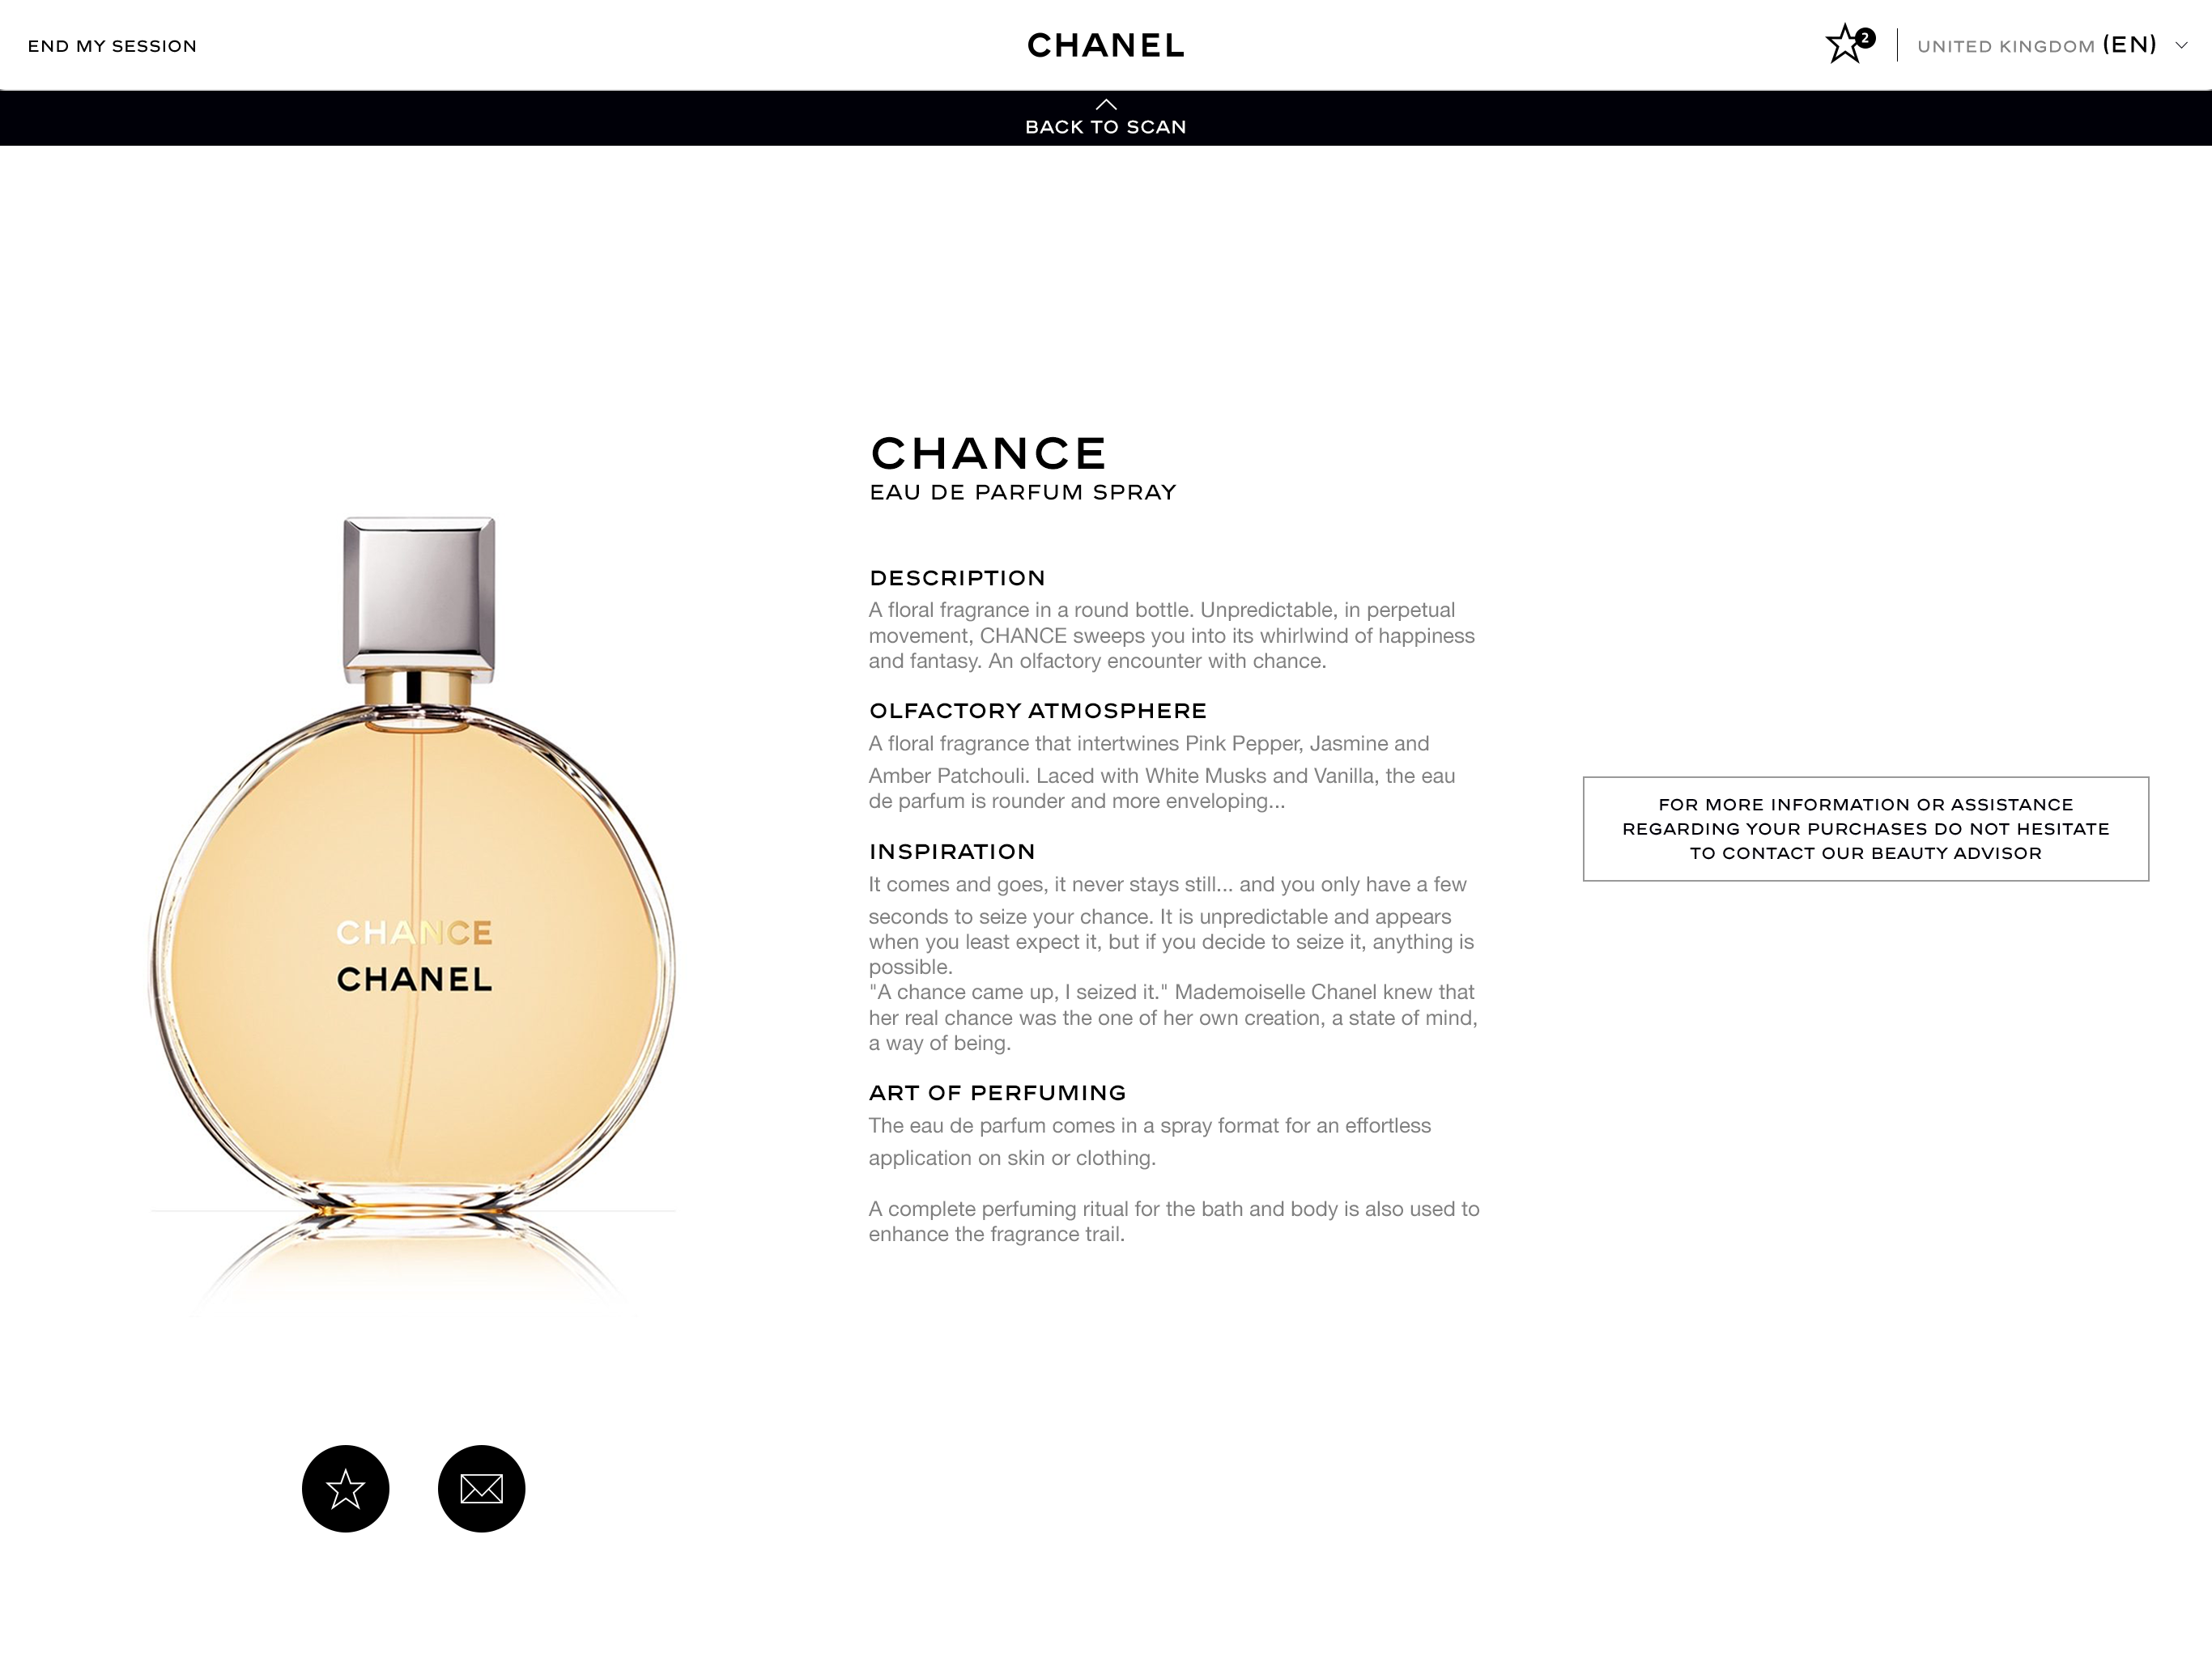 END MY SESSION
CHANEL
2
UNITED KINGDOM (EN)
BACK TO SCAN
CHANCE
EAU DE PARFUM SPRAY
DESCRIPTION
A floral fragrance in a round bottle. Unpredictable, in perpetual
movement, CHANCE sweeps you into its whirlwind of happiness
and fantasy. An olfactory encounter with chance.
OLFACTORY ATMOSPHERE
A floral fragrance that intertwines Pink Pepper, Jasmine and
Amber Patchouli. Laced with White Musks and Vanilla, the eau
de parfum is rounder and more enveloping...
INSPIRATION
It comes and goes, it never stays still... and you only have a few
seconds to seize your chance. It is unpredictable and appears
when you least expect it, but if you decide to seize it, anything is
possible.
"A chance came up, I seized it." Mademoiselle Chanel knew that
her real chance was the one of her own creation, a state of mind,
a way of being.
ART OF PERFUMING
The eau de parfum comes in a spray format for an effortless
application on skin or clothing.
A complete perfuming ritual for the bath and body is also used to
enhance the fragrance trail.
CHANCE
CHANEL
FOR MORE INFORMATION OR ASSISTANCE
REGARDING YOUR PURCHASES DO NOT HESITATE
TO CONTACT OUR BEAUTY ADVISOR